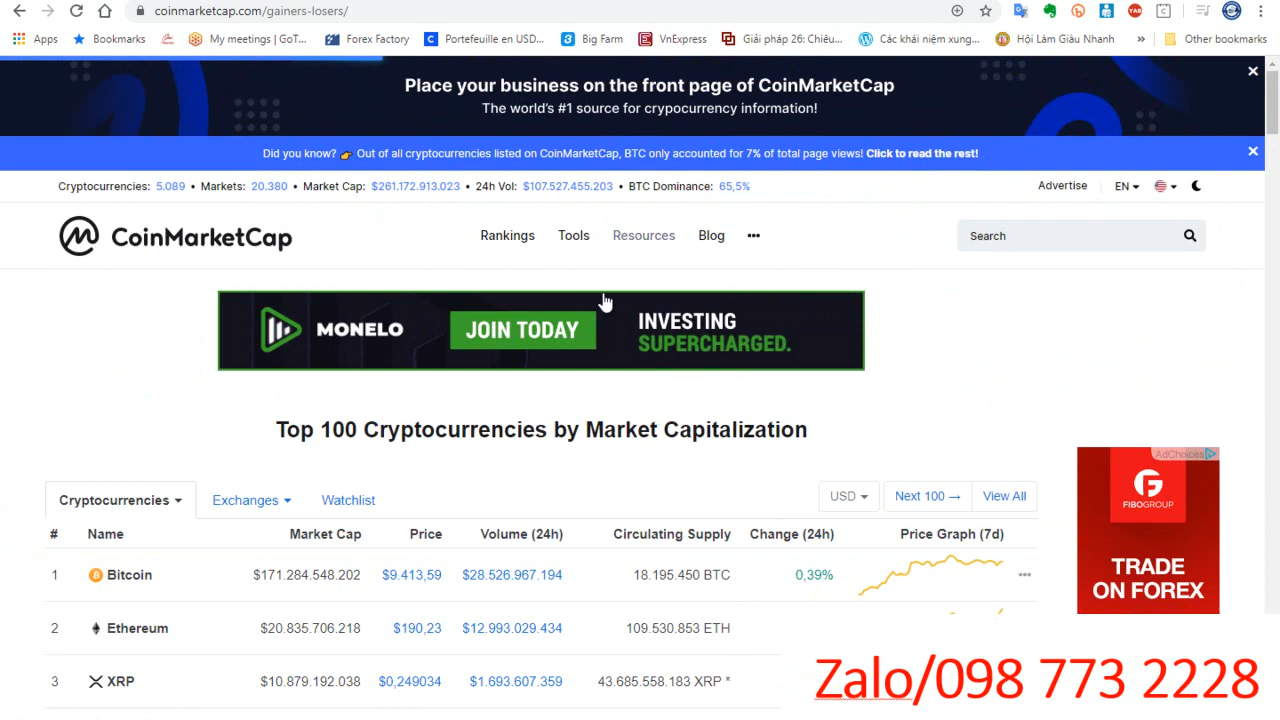 coinmarketcap.com/gainers-losers/
Apps Bookmarks My meetings | GoT... Forex Factory Portefeuille en USD... Big Farm VnExpress Giải pháp 26: Chiêu... Các khái niệm xung... Hội Làm Giàu Nhanh » Other bookmarks
Place your business on the front page of CoinMarketCap
The world's #1 source for crypocurrency information!
Did you know? 👉 Out of all cryptocurrencies listed on CoinMarketCap, BTC only accounted for 7% of total page views! Click to read the rest!
Cryptocurrencies: 5.089 • Markets: 20.380 • Market Cap: $261.172.913.023 • 24h Vol: $107.527.455.203 • BTC Dominance: 65,5% Advertise EN
CoinMarketCap Rankings Tools Resources Blog ••• Search
MONELO JOIN TODAY INVESTING SUPERCHARGED.
Top 100 Cryptocurrencies by Market Capitalization
AdChoices
FIBOGROUP
TRADE
ON FOREX
Cryptocurrencies Exchanges Watchlist USD Next 100 → View All
# Name Market Cap Price Volume (24h) Circulating Supply Change (24h) Price Graph (7d)
1 Bitcoin $171.284.548.202 $9.413,59 $28.526.967.194 18.195.450 BTC 0,39% •••
2 Ethereum $20.835.706.218 $190,23 $12.993.029.434 109.530.853 ETH
3 XRP $10.879.192.038 $0,249034 $1.693.607.359 43.685.558.183 XRP *
Zalo/098 773 2228